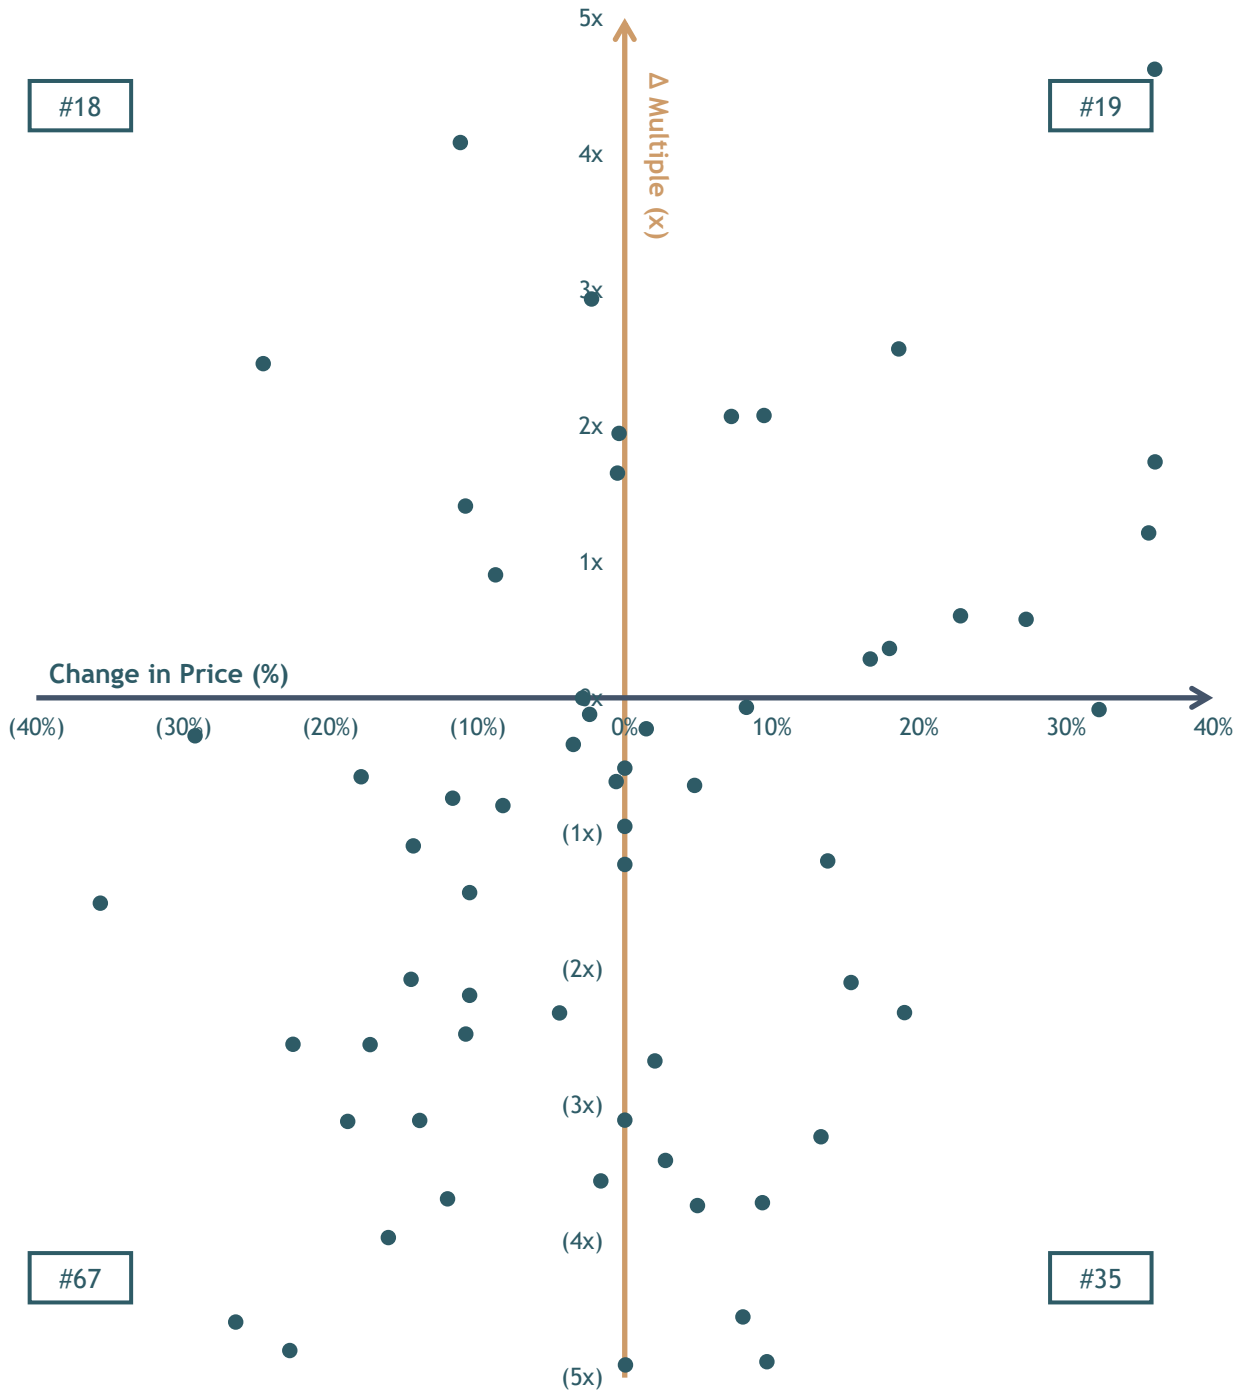 5x
#18
#19
Δ Multiple (x)
4x
3x
2x
1x
Change in Price (%)
0x
(40%) (30%) (20%) (10%) 0% 10% 20% 30% 40%
(1x)
(2x)
(3x)
(4x)
#67
#35
(5x)